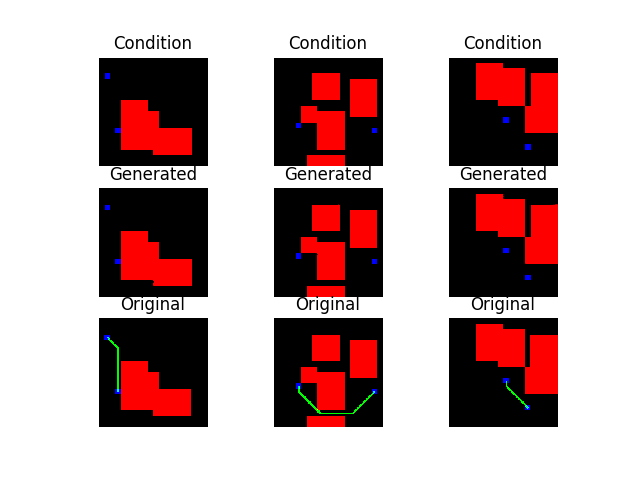 Condition Condition Condition
Generated Generated Generated
Original Original Original